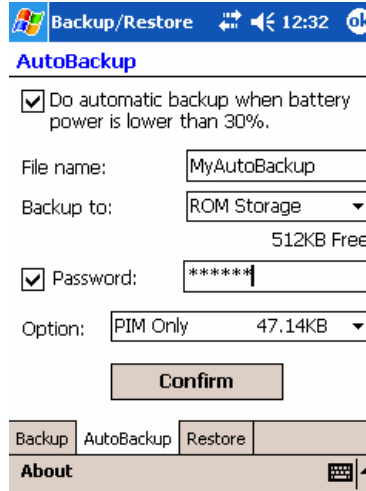 Backup/Restore 12:32 ok
AutoBackup
Do automatic backup when battery
power is lower than 30%.
File name: MyAutoBackup
Backup to: ROM Storage
512KB Free
Password: ******
Option: PIM Only 47.14KB
Confirm
Backup AutoBackup Restore
About